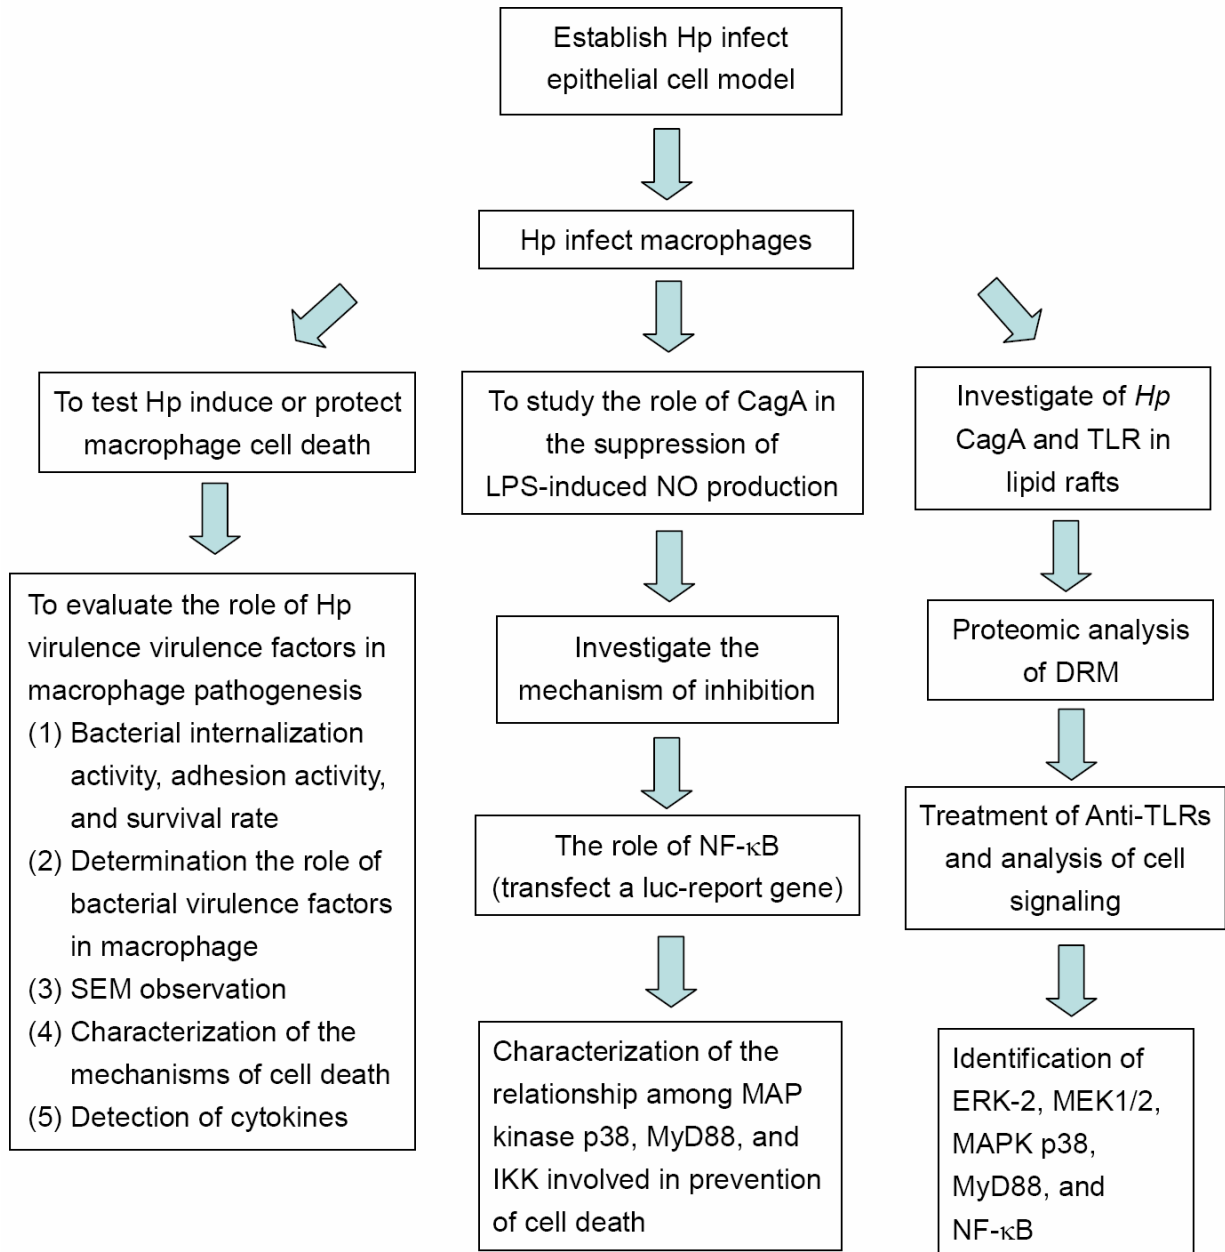 Establish Hp infect
epithelial cell model
Hp infect macrophages
To test Hp induce or protect
macrophage cell death
To evaluate the role of Hp
virulence virulence factors in
macrophage pathogenesis
(1) Bacterial internalization
activity, adhesion activity,
and survival rate
(2) Determination the role of
bacterial virulence factors
in macrophage
(3) SEM observation
(4) Characterization of the
mechanisms of cell death
(5) Detection of cytokines
To study the role of CagA in
the suppression of
LPS-induced NO production
Investigate the
mechanism of inhibition
The role of NF-κB
(transfect a luc-report gene)
Characterization of the
relationship among MAP
kinase p38, MyD88, and
IKK involved in prevention
of cell death
Investigate of Hp
CagA and TLR in
lipid rafts
Proteomic analysis
of DRM
Treatment of Anti-TLRs
and analysis of cell
signaling
Identification of
ERK-2, MEK1/2,
MAPK p38,
MyD88, and
NF-κB